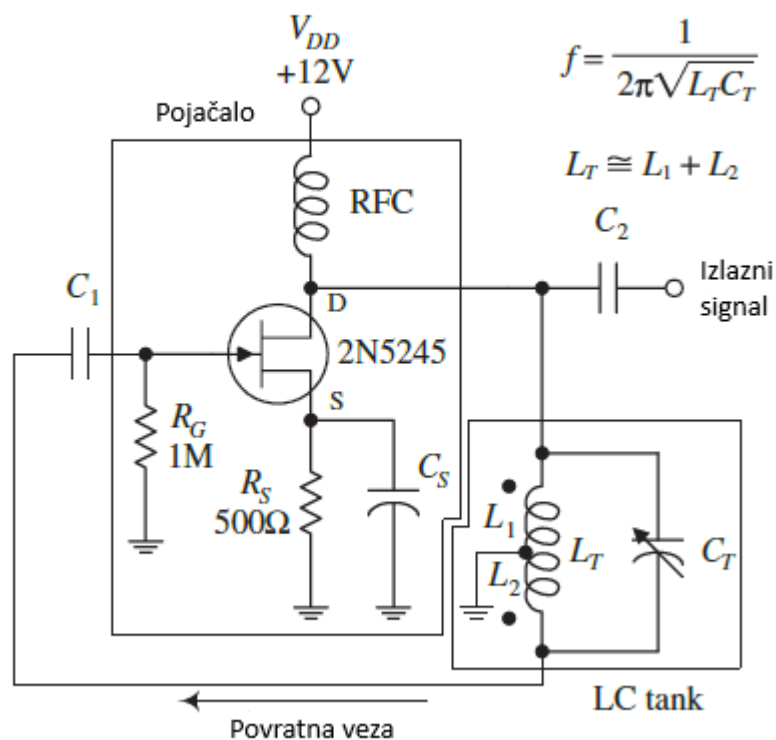 V_DD
+12V
f = 1 / 2π√L_T C_T
Pojačalo
L_T ≅ L_1 + L_2
RFC
C_2
Izlazni
signal
C_1
D
2N5245
S
R_G
1M
R_S
500Ω
C_S
L_1
L_2
L_T
C_T
LC tank
Povratna veza